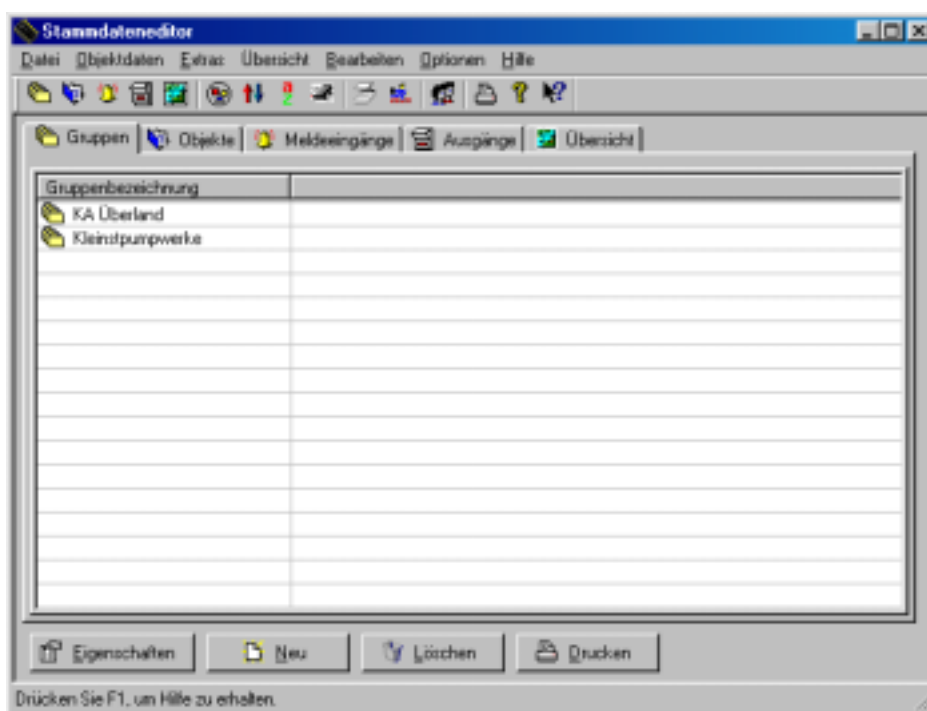 Stammdateneditor
Datei Objektdaten Extras Übersicht Bearbeiten Optionen Hilfe
Gruppen Objekte Meldeeingänge Ausgänge Übersicht
Gruppenbezeichnung
KA Überland
Kleinstpumpwerke
Eigenschaften Neu Löschen Drucken
Drücken Sie F1, um Hilfe zu erhalten.